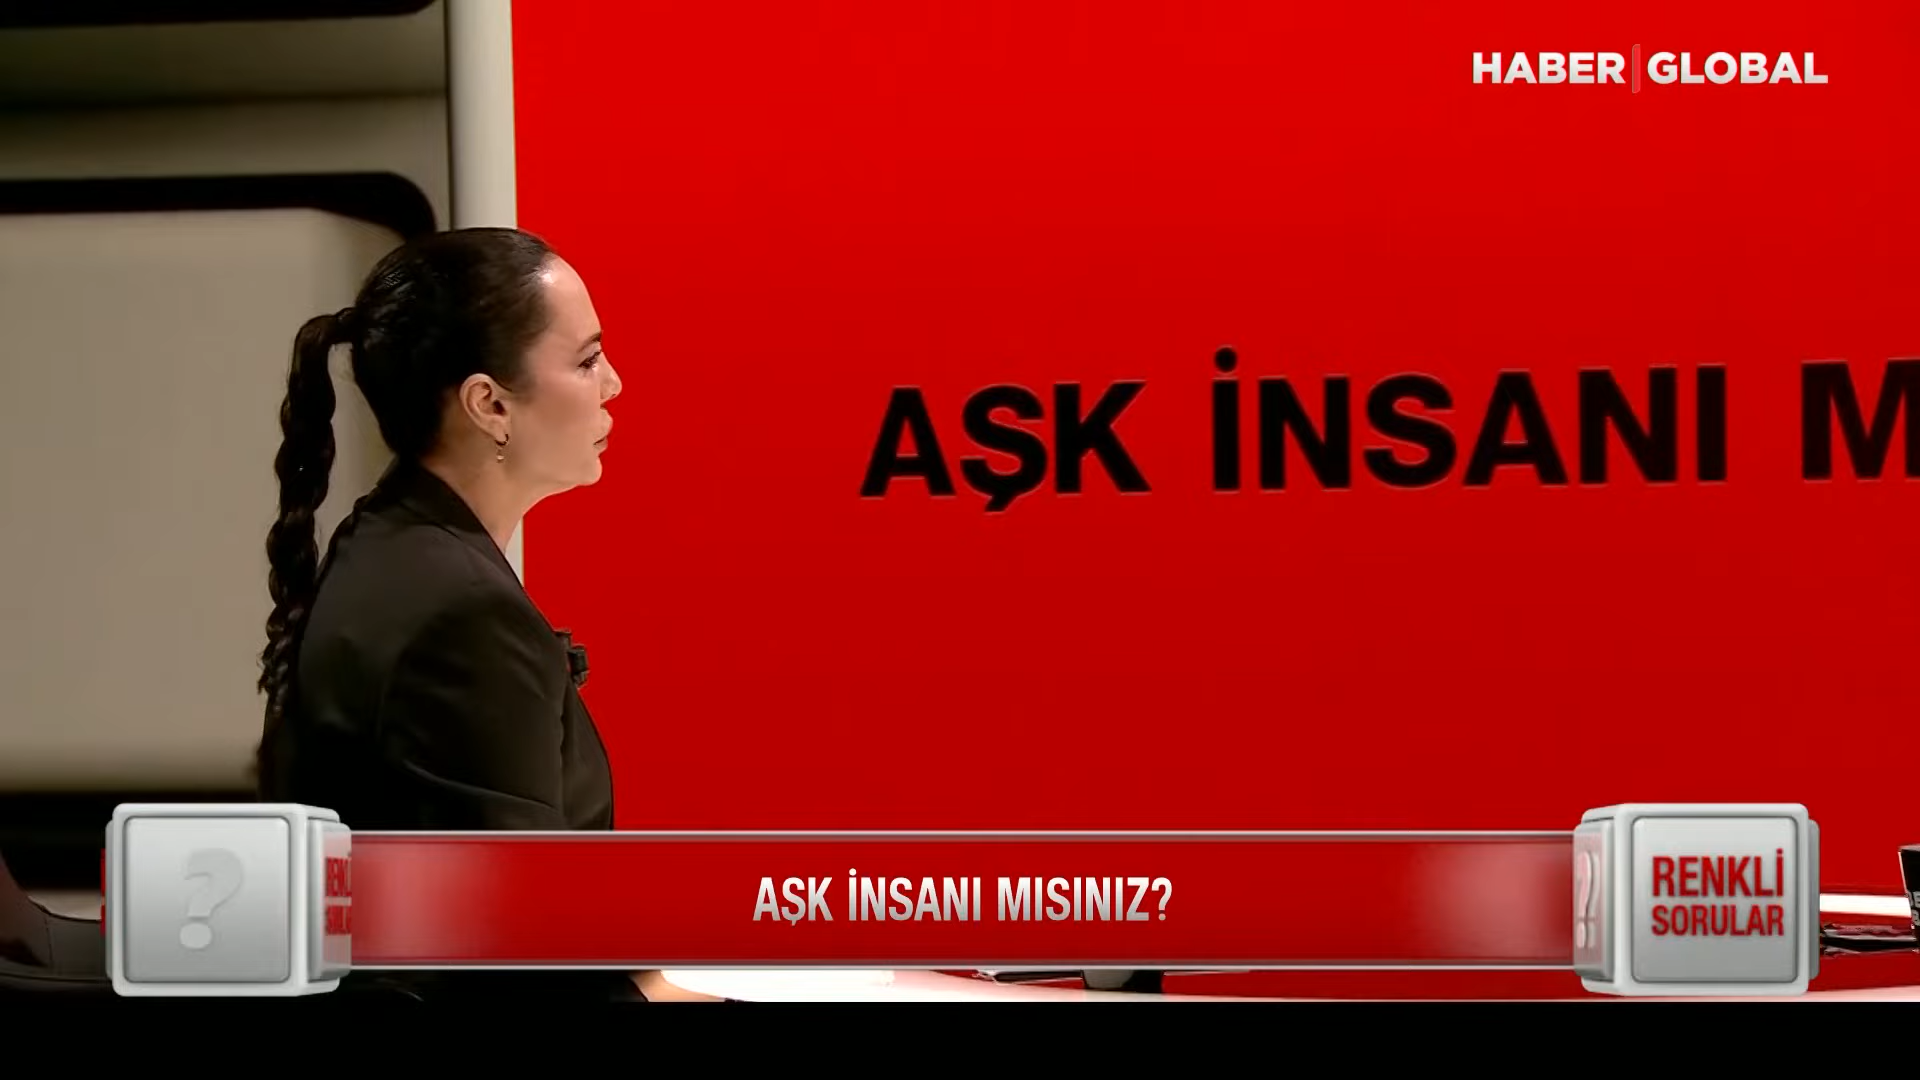 HABER GLOBAL
AŞK İNSANI M
AŞK İNSANI MISINIZ?
?
RENKLİ
SORULAR